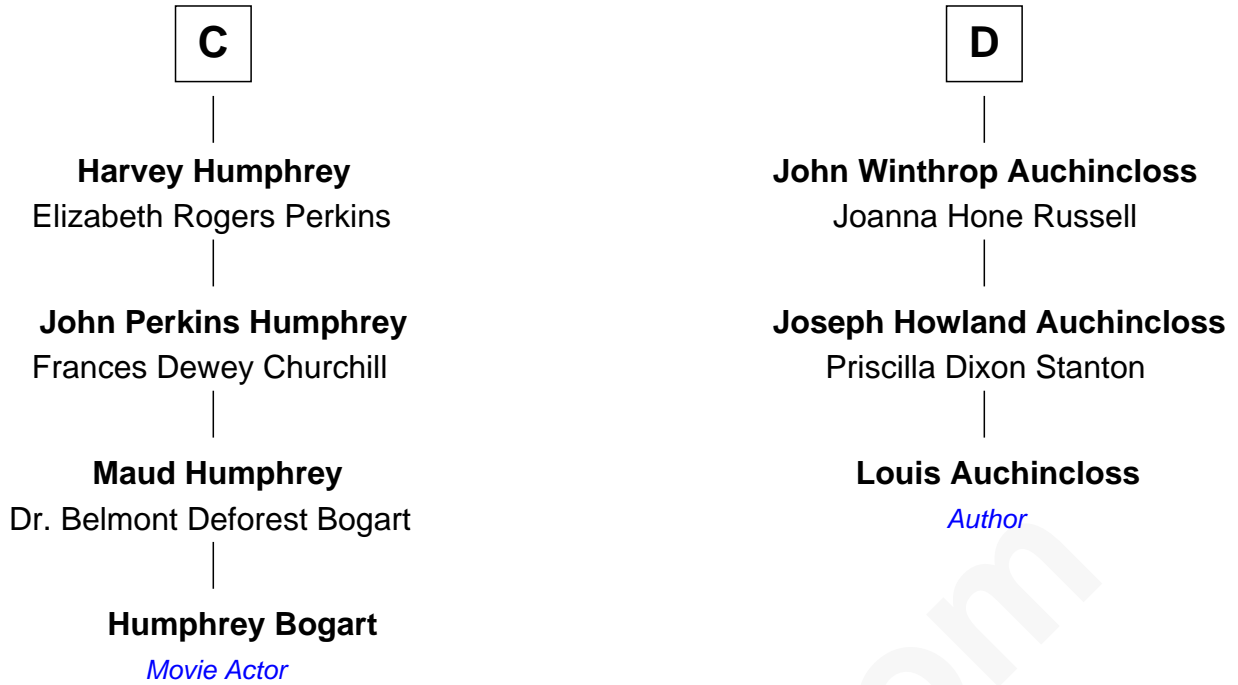 C
Harvey Humphrey
Elizabeth Rogers Perkins
John Perkins Humphrey
Frances Dewey Churchill
Maud Humphrey
Dr. Belmont Deforest Bogart
Humphrey Bogart
Movie Actor
D
John Winthrop Auchincloss
Joanna Hone Russell
Joseph Howland Auchincloss
Priscilla Dixon Stanton
Louis Auchincloss
Author
om